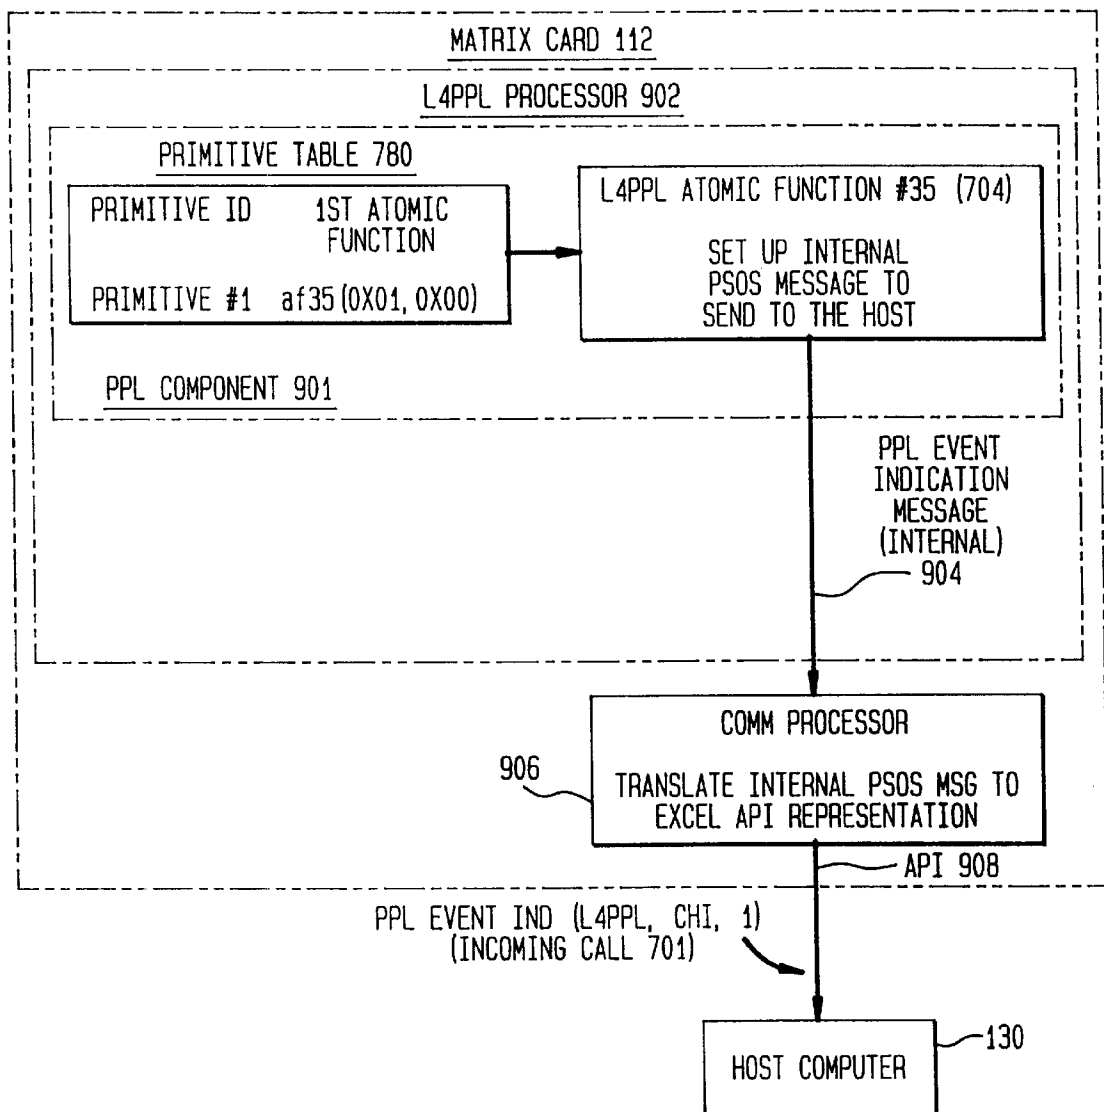 MATRIX CARD 112
L4PPL PROCESSOR 902
PRIMITIVE TABLE 780
PRIMITIVE ID 1ST ATOMIC
FUNCTION
PRIMITIVE #1 af35(0X01, 0X00)
L4PPL ATOMIC FUNCTION #35 (704)
SET UP INTERNAL
PSOS MESSAGE TO
SEND TO THE HOST
PPL COMPONENT 901
PPL EVENT
INDICATION
MESSAGE
(INTERNAL)
904
906
COMM PROCESSOR
TRANSLATE INTERNAL PSOS MSG TO
EXCEL API REPRESENTATION
API 908
PPL EVENT IND (L4PPL, CHI, 1)
(INCOMING CALL 701)
130
HOST COMPUTER